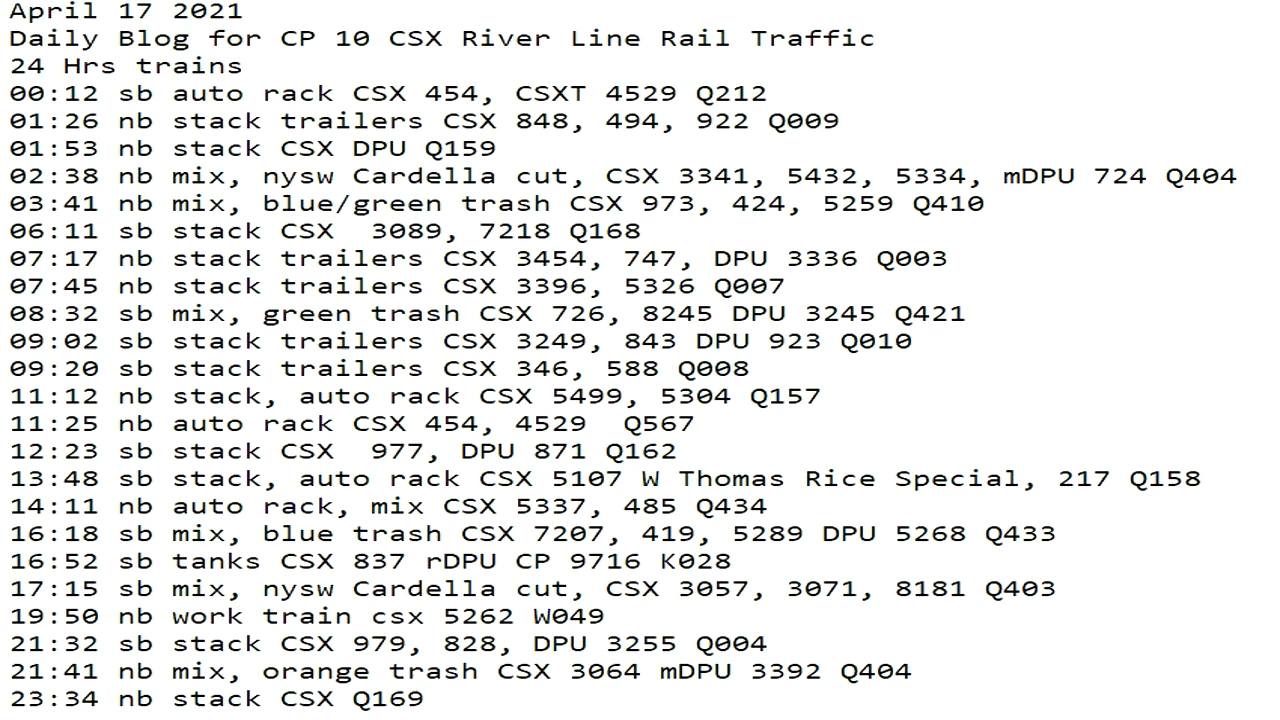 April 17 2021
Daily Blog for CP 10 CSX River Line Rail Traffic
24 Hrs trains
00:12 sb auto rack CSX 454, CSXT 4529 Q212
01:26 nb stack trailers CSX 848, 494, 922 Q009
01:53 nb stack CSX DPU Q159
02:38 nb mix, nysw Cardella cut, CSX 3341, 5432, 5334, mDPU 724 Q404
03:41 nb mix, blue/green trash CSX 973, 424, 5259 Q410
06:11 sb stack CSX  3089, 7218 Q168
07:17 nb stack trailers CSX 3454, 747, DPU 3336 Q003
07:45 nb stack trailers CSX 3396, 5326 Q007
08:32 sb mix, green trash CSX 726, 8245 DPU 3245 Q421
09:02 sb stack trailers CSX 3249, 843 DPU 923 Q010
09:20 sb stack trailers CSX 346, 588 Q008
11:12 nb stack, auto rack CSX 5499, 5304 Q157
11:25 nb auto rack CSX 454, 4529  Q567
12:23 sb stack CSX  977, DPU 871 Q162
13:48 sb stack, auto rack CSX 5107 W Thomas Rice Special, 217 Q158
14:11 nb auto rack, mix CSX 5337, 485 Q434
16:18 sb mix, blue trash CSX 7207, 419, 5289 DPU 5268 Q433
16:52 sb tanks CSX 837 rDPU CP 9716 K028
17:15 sb mix, nysw Cardella cut, CSX 3057, 3071, 8181 Q403
19:50 nb work train csx 5262 W049
21:32 sb stack CSX 979, 828, DPU 3255 Q004
21:41 nb mix, orange trash CSX 3064 mDPU 3392 Q404
23:34 nb stack CSX Q169